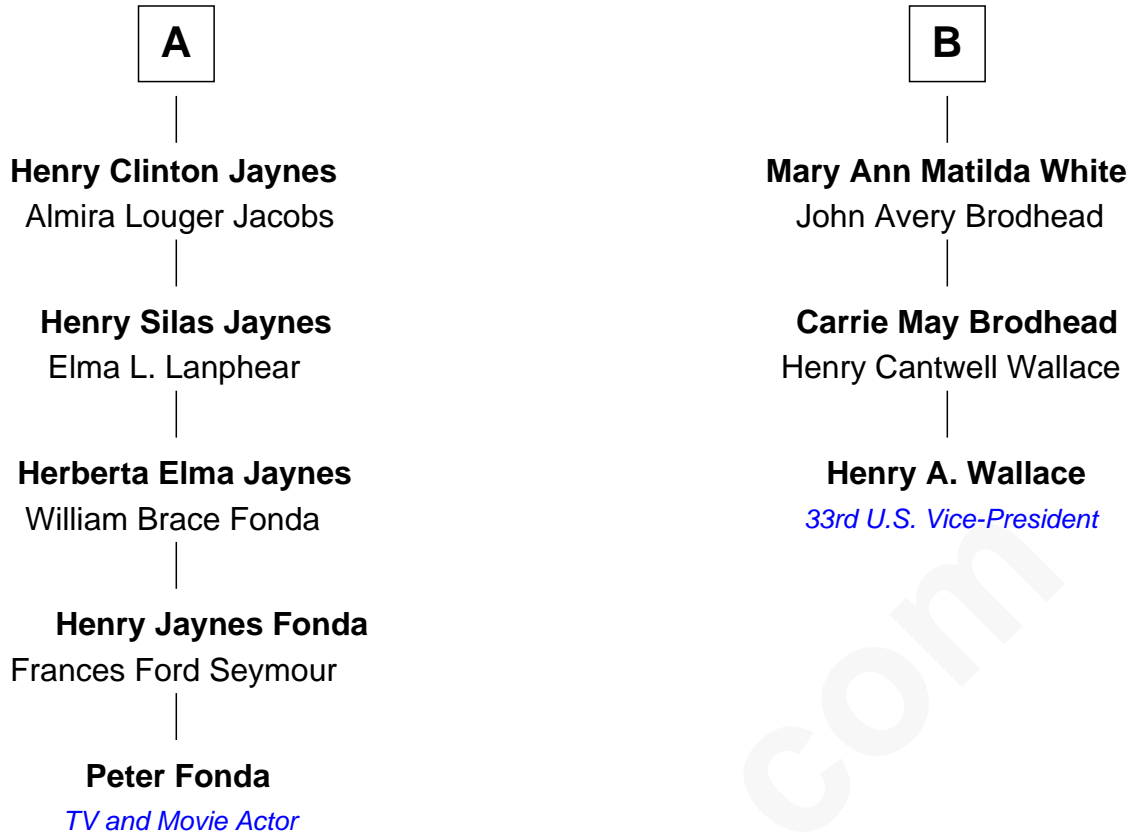 A
Henry Clinton Jaynes
Almira Louger Jacobs
Henry Silas Jaynes
Elma L. Lanphear
Herberta Elma Jaynes
William Brace Fonda
Henry Jaynes Fonda
Frances Ford Seymour
Peter Fonda
TV and Movie Actor
B
Mary Ann Matilda White
John Avery Brodhead
Carrie May Brodhead
Henry Cantwell Wallace
Henry A. Wallace
33rd U.S. Vice-President
com